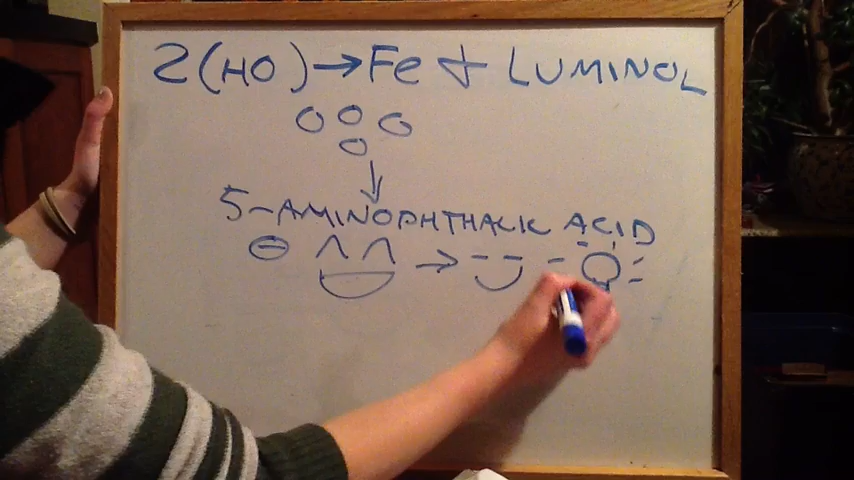 2(HO) → Fe + LUMINOL
5-AMINOPHTHALIC ACID